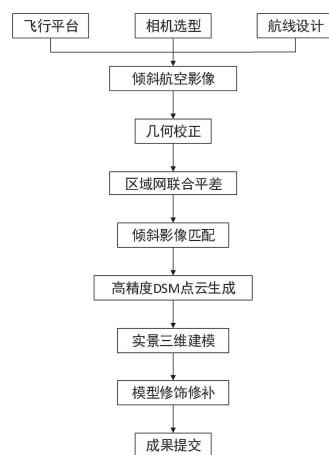 飞行平台
相机选型
航线设计
倾斜航空影像
几何校正
区域网联合平差
倾斜影像匹配
高精度DSM点云生成
实景三维建模
模型修饰修补
成果提交